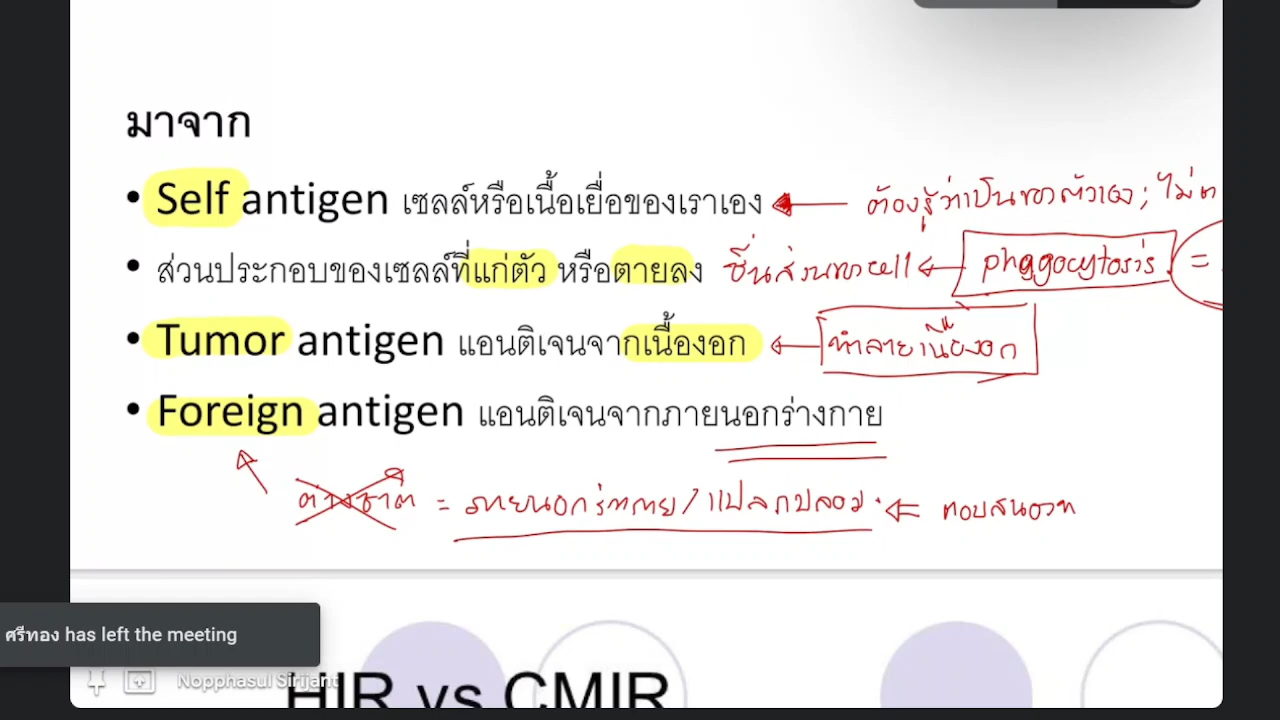 มาจาก
• Self antigen เซลล์หรือเนื้อเยื่อของเราเอง ต้องรู้ว่าเป็นของตัวเอง; ไม่
• ส่วนประกอบของเซลล์ที่แก่ตัว หรือตายลง ชิ้นส่วนของcell phagocytosis =
• Tumor antigen แอนติเจนจากเนื้องอก ทำลายเนื้องอก
• Foreign antigen แอนติเจนจากภายนอกร่างกาย
ต่างชาติ = ภายนอกร่างกาย/แปลกปลอม ตอบสนอง
ศรีทอง has left the meeting
Nopphasul Sirijant
HIR vs CMIR